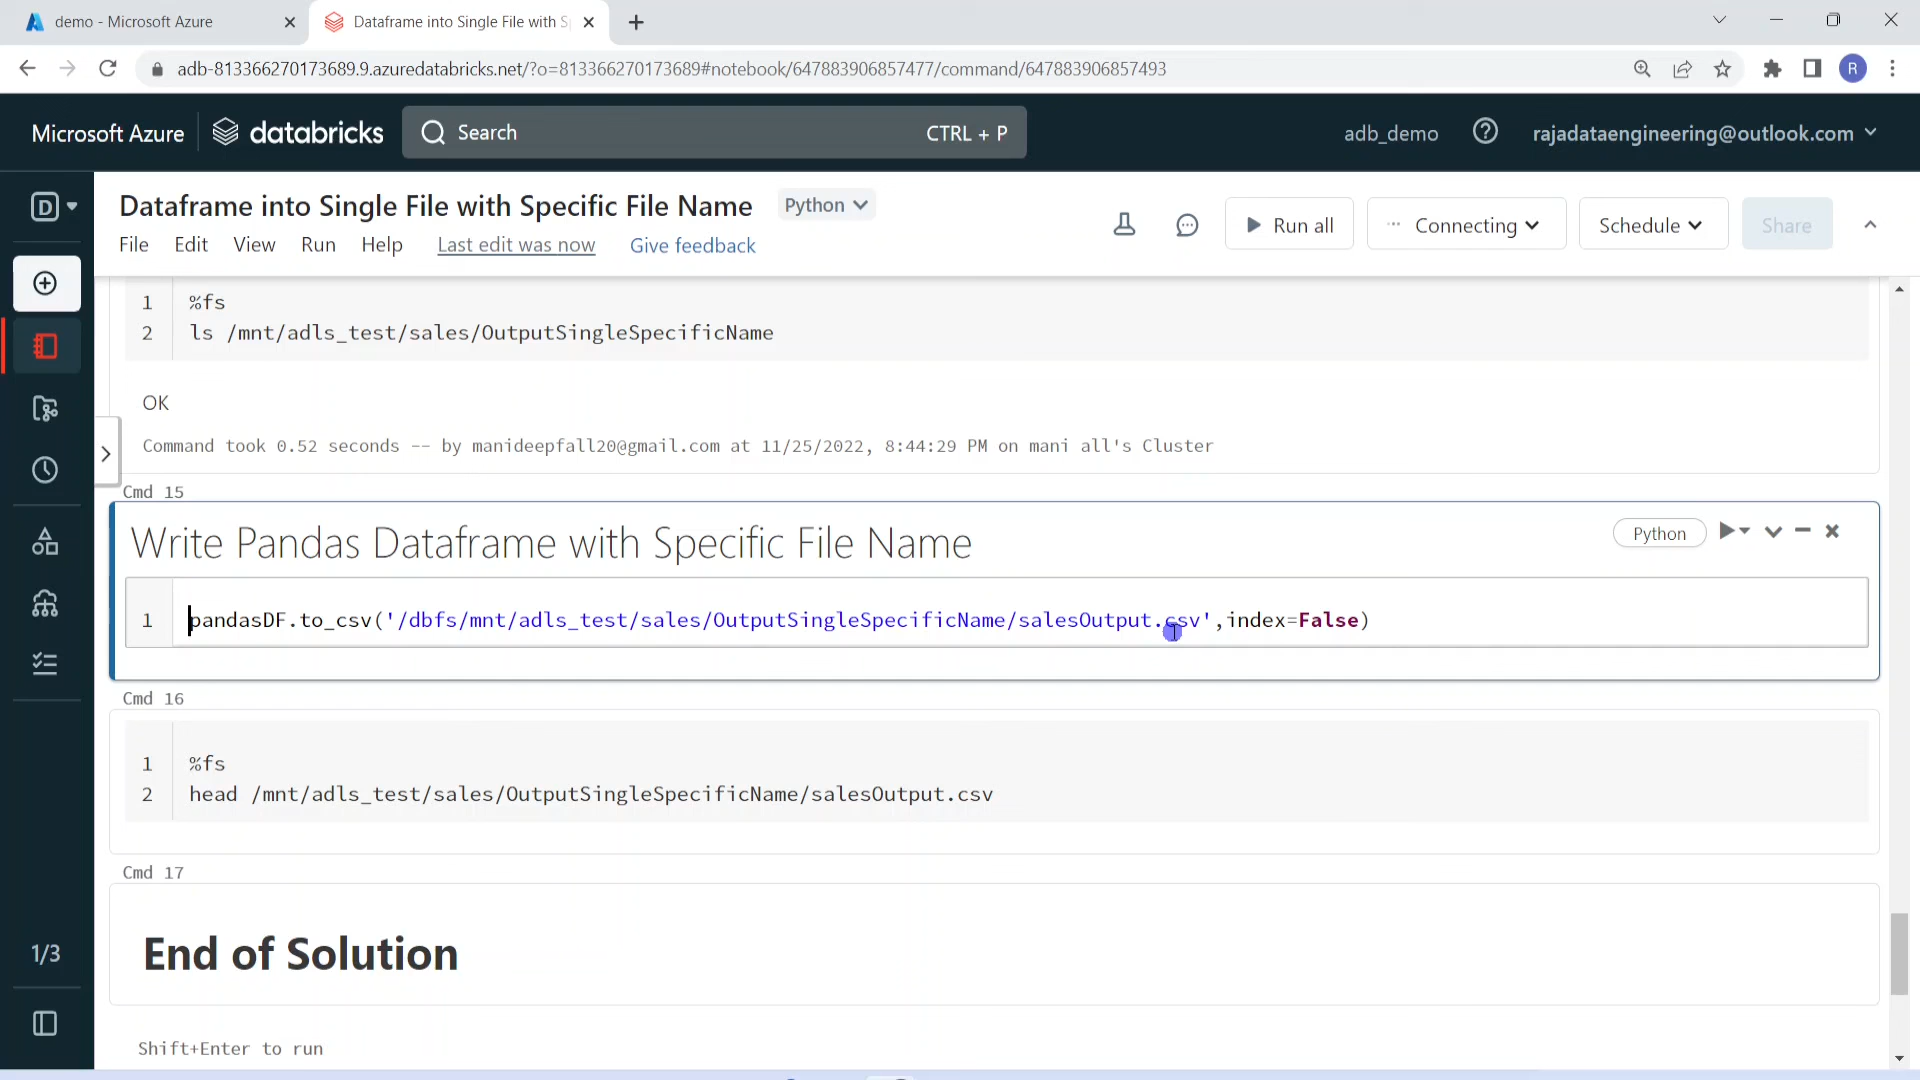 demo - Microsoft Azure
Dataframe into Single File with S
adb-813366270173689.9.azuredatabricks.net/?o=813366270173689#notebook/647883906857477/command/647883906857493
R
Microsoft Azure
databricks
Search
CTRL + P
adb_demo
rajadataengineering@outlook.com
D
Dataframe into Single File with Specific File Name
Python
File Edit View Run Help Last edit was now Give feedback
Run all
Connecting
Schedule
Share
1 %fs
2 ls /mnt/adls_test/sales/OutputSingleSpecificName
OK
Command took 0.52 seconds -- by manideepfall20@gmail.com at 11/25/2022, 8:44:29 PM on mani all's Cluster
Cmd 15
Write Pandas Dataframe with Specific File Name
Python
1 pandasDF.to_csv('/dbfs/mnt/adls_test/sales/OutputSingleSpecificName/salesOutput.csv',index=False)
Cmd 16
1 %fs
2 head /mnt/adls_test/sales/OutputSingleSpecificName/salesOutput.csv
Cmd 17
End of Solution
1/3
Shift+Enter to run